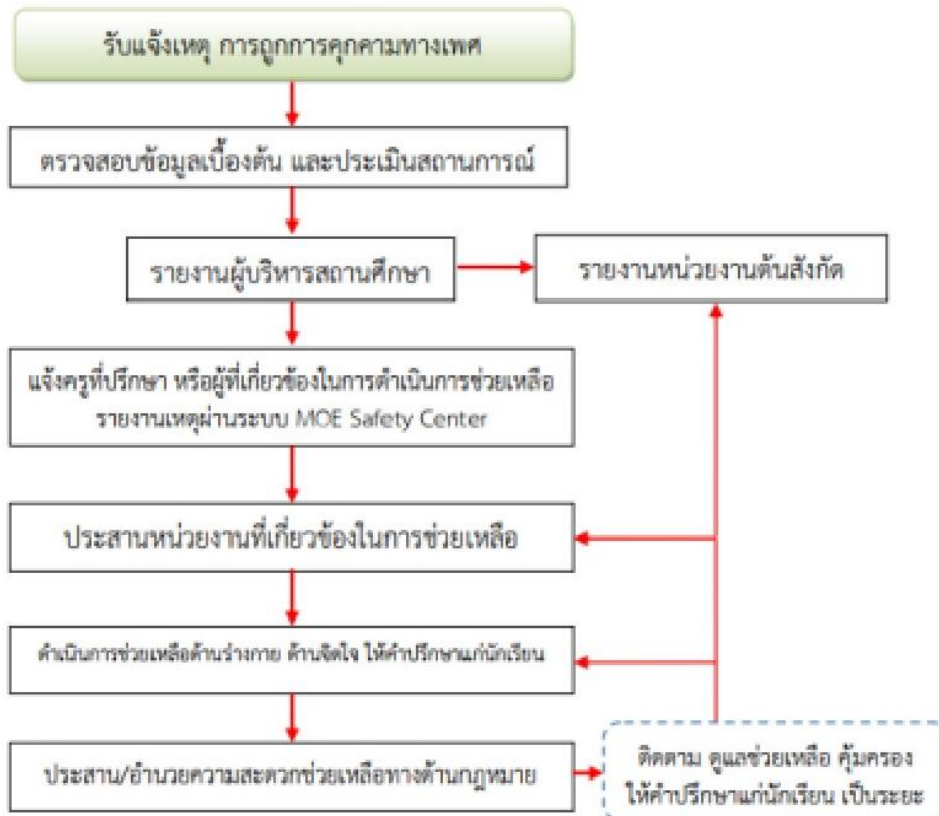 รับแจ้งเหตุ การถูกการคุกคามทางเพศ
ตรวจสอบข้อมูลเบื้องต้น และประเมินสถานการณ์
รายงานผู้บริหารสถานศึกษา
รายงานหน่วยงานต้นสังกัด
แจ้งครูที่ปรึกษา หรือผู้ที่เกี่ยวข้องในการดำเนินการช่วยเหลือ
รายงานเหตุผ่านระบบ MOE Safety Center
ประสานหน่วยงานที่เกี่ยวข้องในการช่วยเหลือ
ดำเนินการช่วยเหลือด้านร่างกาย ด้านจิตใจ ให้คำปรึกษาแก่นักเรียน
ประสาน/อำนวยความสะดวกช่วยเหลือทางด้านกฎหมาย
ติดตาม ดูแลช่วยเหลือ คุ้มครอง
ให้คำปรึกษาแก่นักเรียน เป็นระยะ